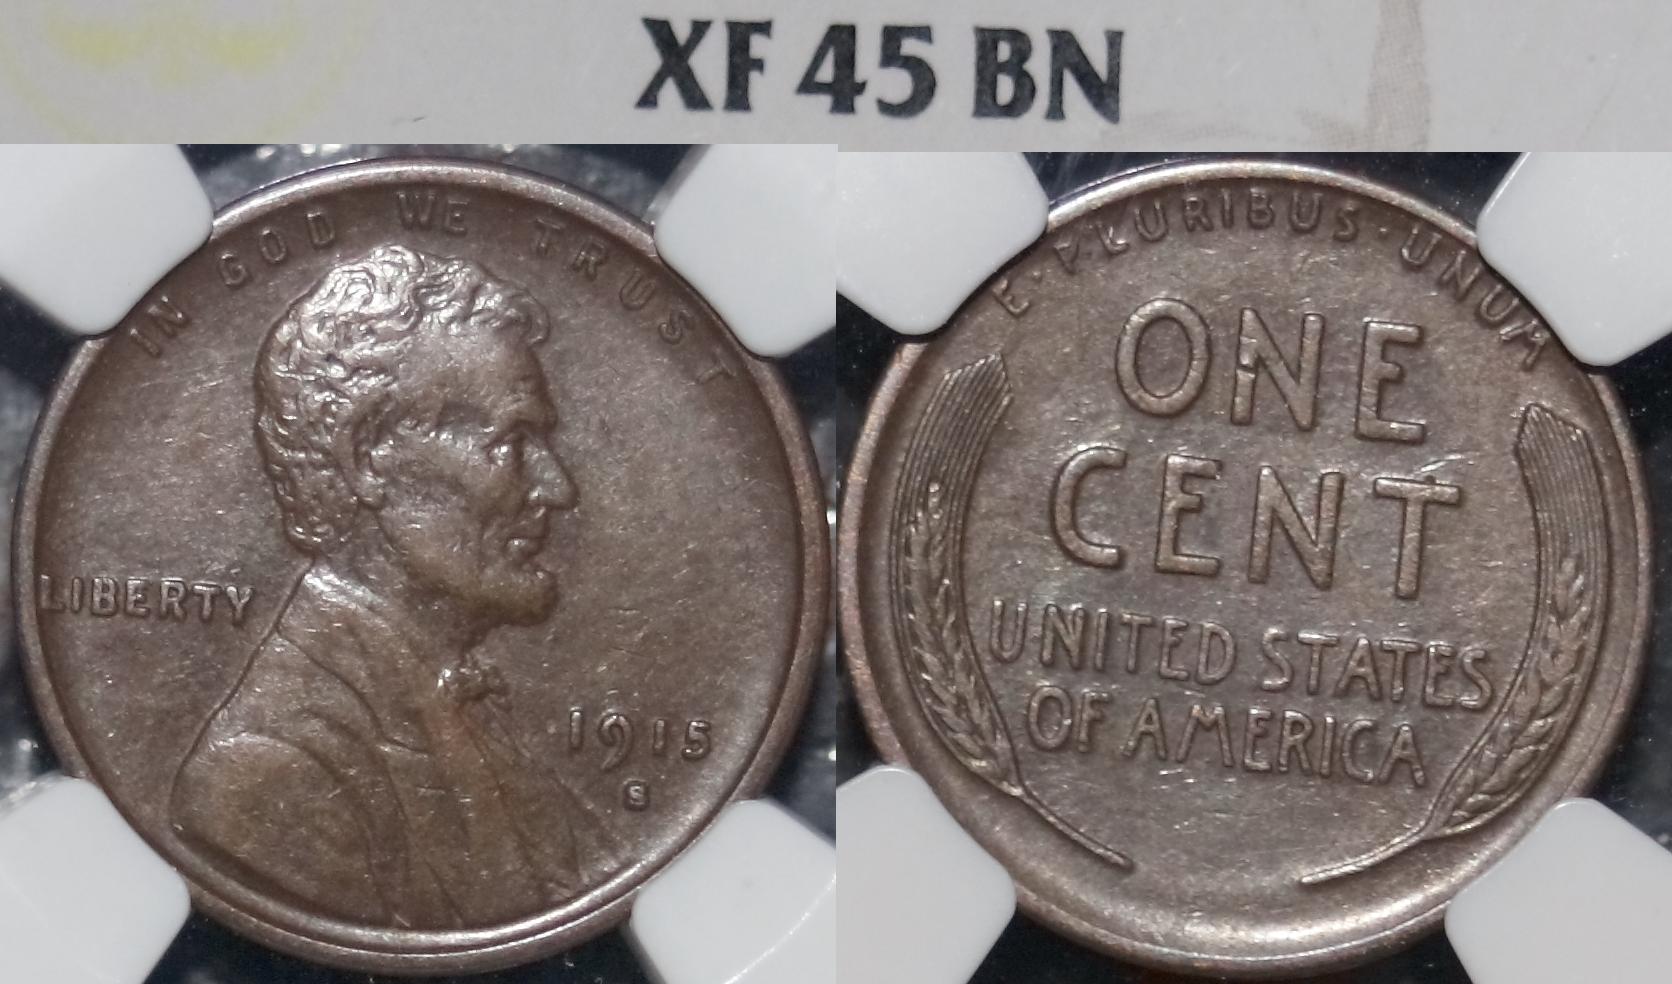 XF 45 BN
IN GOD WE TRUST
LIBERTY
1915
S
E · PLURIBUS · UNUM
ONE
CENT
UNITED STATES
OF AMERICA